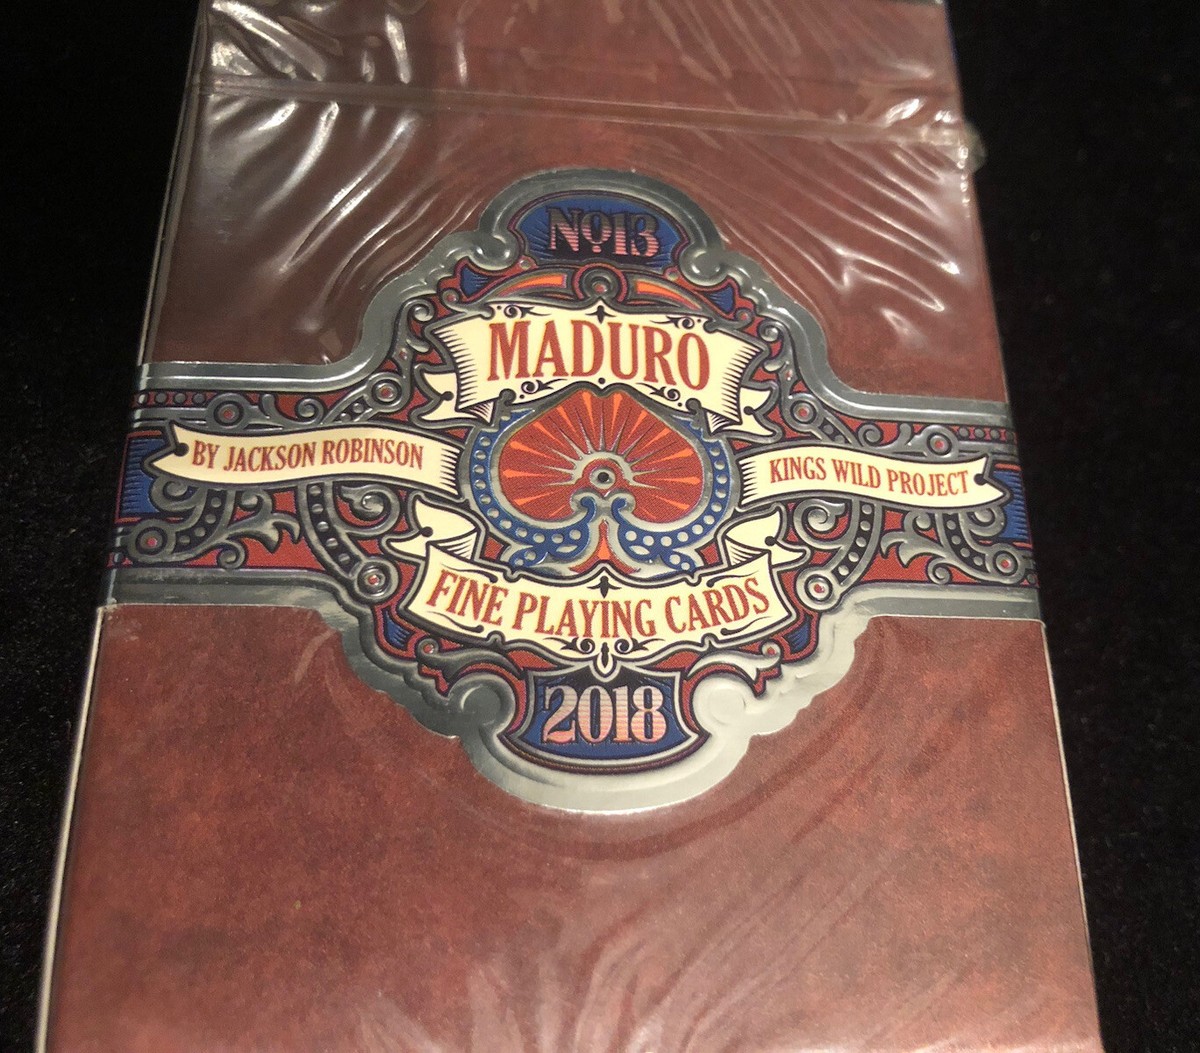 No13
MADURO
BY JACKSON ROBINSON
KINGS WILD PROJECT
FINE PLAYING CARDS
2018